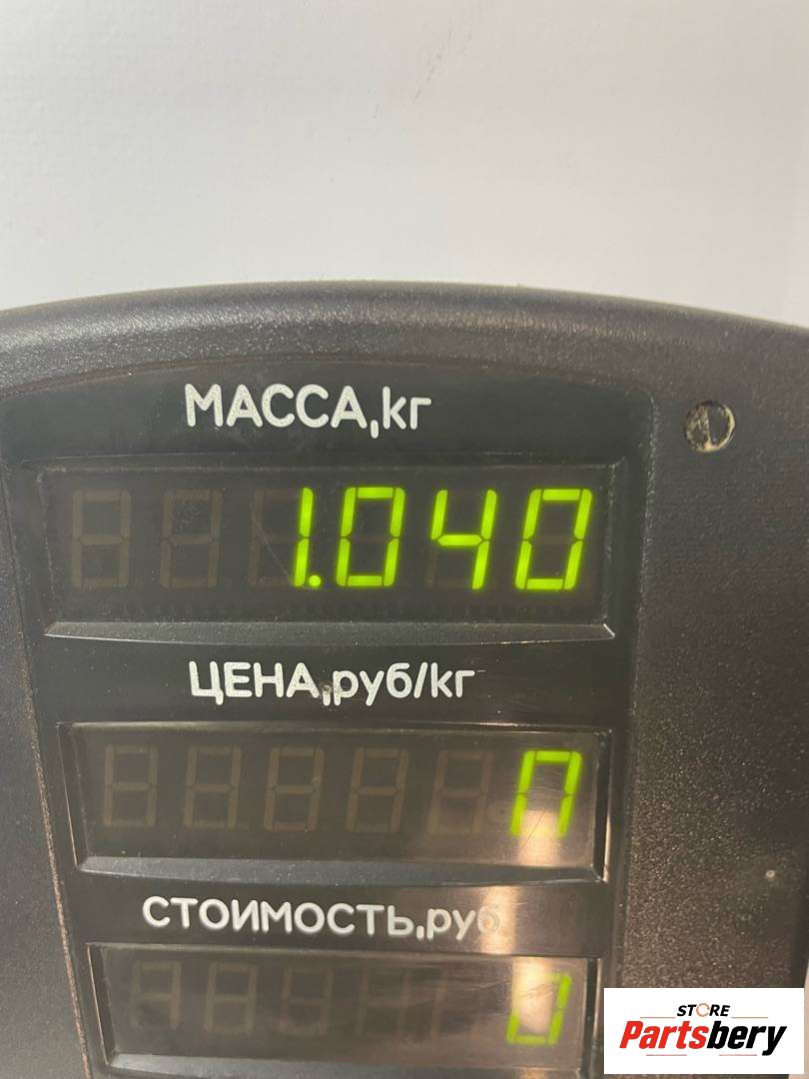 МАССА,кг
1.040
ЦЕНА,руб/кг
0
СТОИМОСТЬ,руб
0
STORE
Partsbery